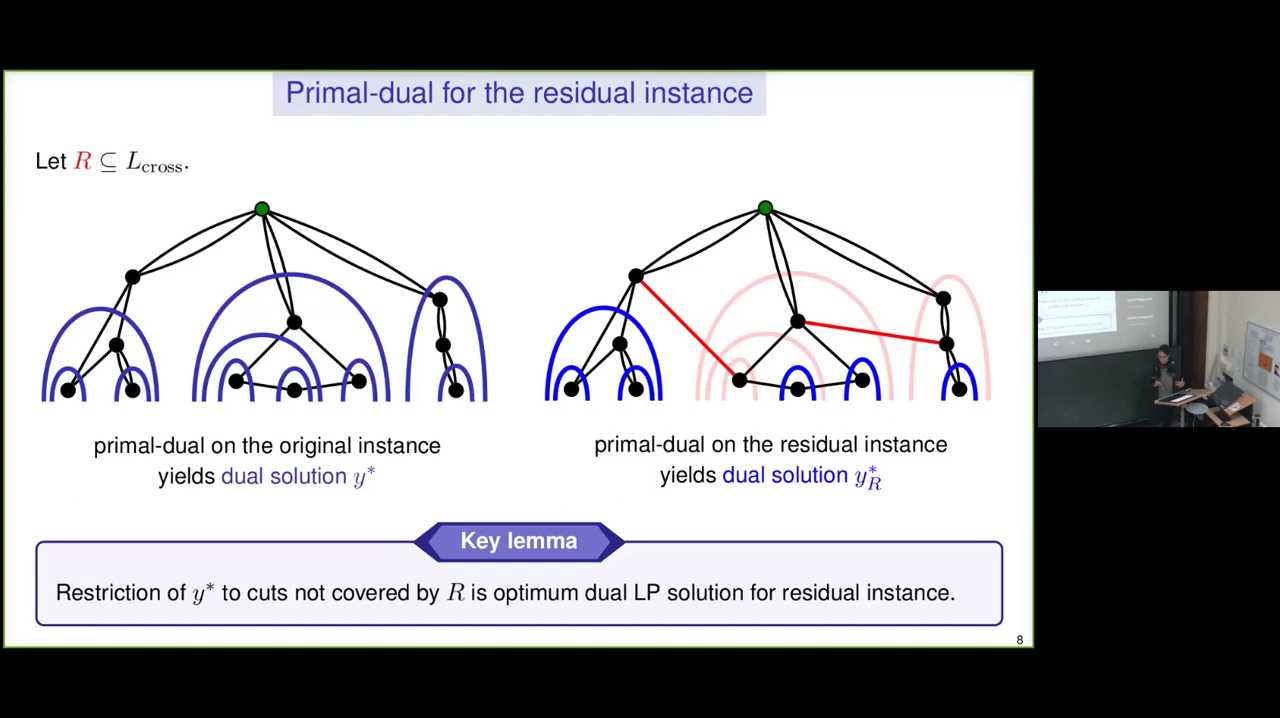 Primal-dual for the residual instance
Let R ⊆ L_cross.
primal-dual on the original instance
yields dual solution y*
primal-dual on the residual instance
yields dual solution y*_R
Key lemma
Restriction of y* to cuts not covered by R is optimum dual LP solution for residual instance.
8